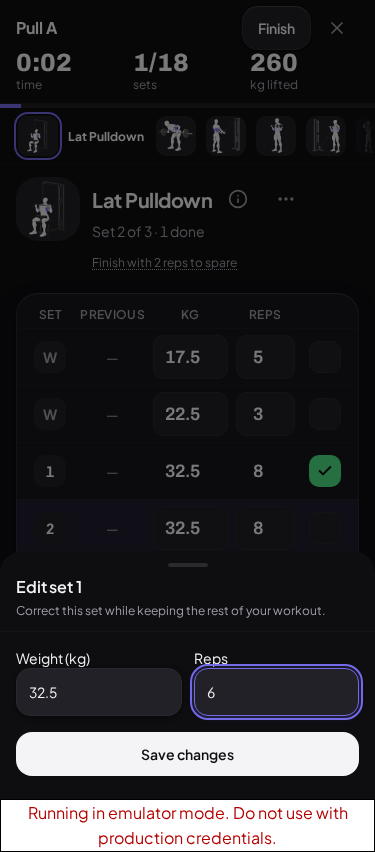 Pull A
Finish
0:02
time
1/18
sets
260
kg lifted
Lat Pulldown
Lat Pulldown
Set 2 of 3 · 1 done
Finish with 2 reps to spare
SET PREVIOUS KG REPS
W — 17.5 5
W — 22.5 3
1 — 32.5 8
2 — 32.5 8
Edit set 1
Correct this set while keeping the rest of your workout.
Weight (kg) Reps
32.5 6
Save changes
Running in emulator mode. Do not use with
production credentials.